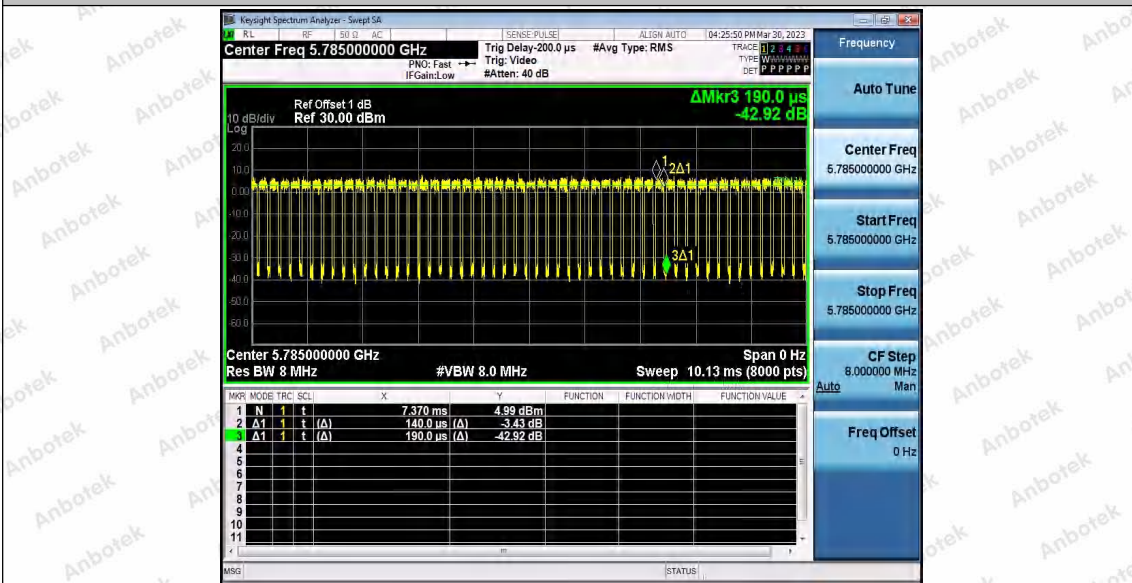 Keysight Spectrum Analyzer - Swept SA
RL RF 50 Ω AC SENSE:PULSE ALIGN AUTO 04:25:50 PM Mar 30, 2023
Center Freq 5.785000000 GHz
PNO: Fast
IFGain:Low
Trig Delay-200.0 µs
Trig: Video
#Atten: 40 dB
#Avg Type: RMS
TRACE 1 2 3 4 5 6
TYPE
DET P P P P P P
ΔMkr3 190.0 µs
-42.92 dB
Ref Offset 1 dB
10 dB/div Ref 30.00 dBm
Log
20.0
10.0
0.00
-10.0
-20.0
-30.0
-40.0
-50.0
-60.0
1
2Δ1
3Δ1
Center 5.785000000 GHz Span 0 Hz
Res BW 8 MHz #VBW 8.0 MHz Sweep 10.13 ms (8000 pts)
MKR MODE TRC SCL X Y FUNCTION FUNCTION WIDTH FUNCTION VALUE
1 N 1 t 7.370 ms 4.99 dBm
2 Δ1 1 t (Δ) 140.0 µs (Δ) -3.43 dB
3 Δ1 1 t (Δ) 190.0 µs (Δ) -42.92 dB
4
5
6
7
8
9
10
11
MSG STATUS
Frequency
Auto Tune
Center Freq
5.785000000 GHz
Start Freq
5.785000000 GHz
Stop Freq
5.785000000 GHz
CF Step
8.000000 MHz
Auto Man
Freq Offset
0 Hz
Anbotek